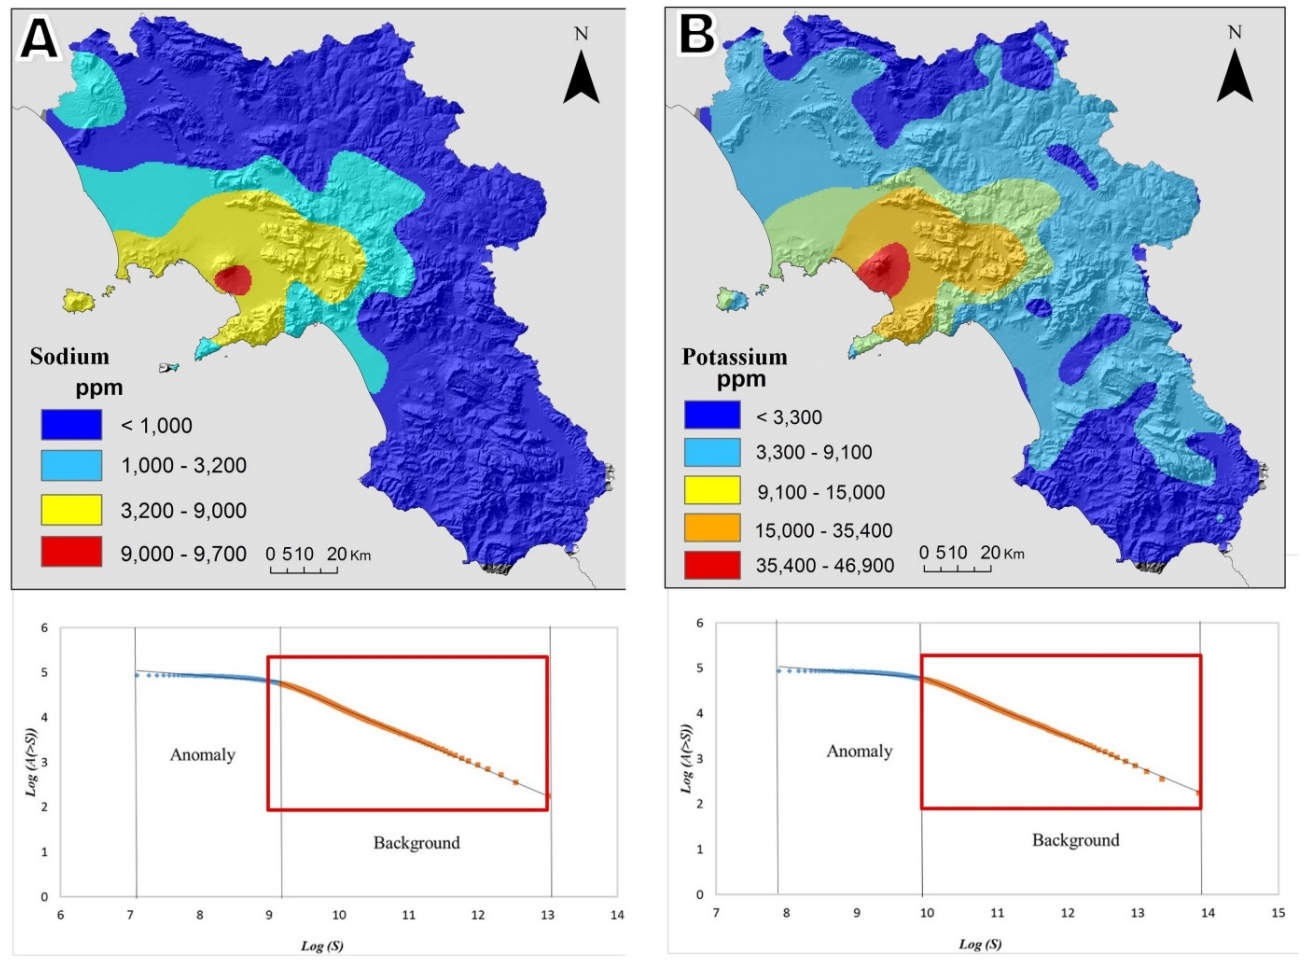 A
N
Sodium
ppm
< 1,000
1,000 - 3,200
3,200 - 9,000
9,000 - 9,700
0 510 20 Km
B
N
Potassium
ppm
< 3,300
3,300 - 9,100
9,100 - 15,000
15,000 - 35,400
35,400 - 46,900
0 510 20 Km
6
5
4
3
2
1
0
Log (A(>S))
Anomaly
Background
6 7 8 9 10 11 12 13 14
Log (S)
6
5
4
3
2
1
0
Log (A(>S))
Anomaly
Background
7 8 9 10 11 12 13 14 15
Log (S)